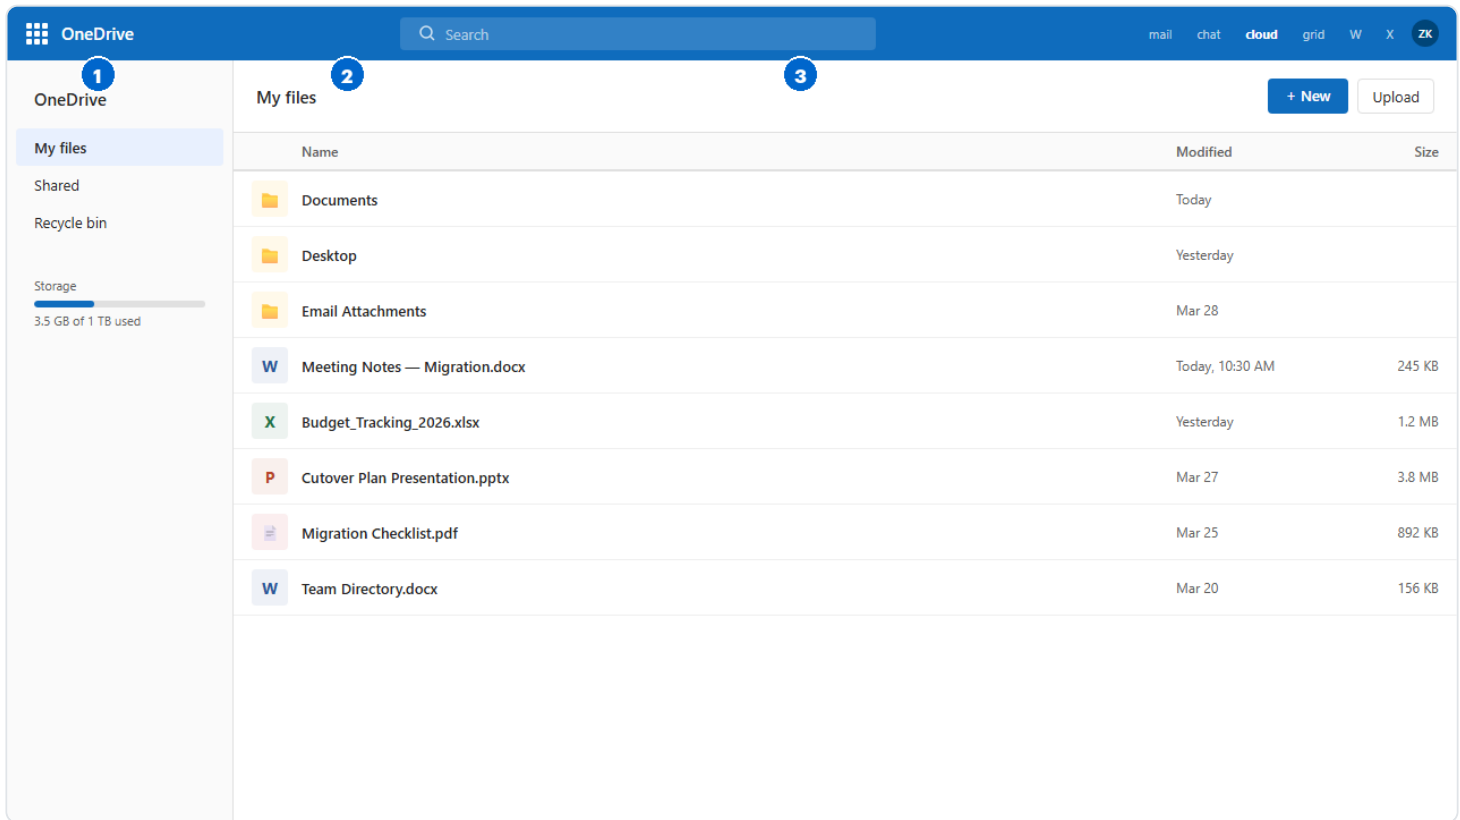 OneDrive Search mail chat cloud grid W X ZK
1 2 3
OneDrive
My files
Shared
Recycle bin
Storage
3.5 GB of 1 TB used
My files + New Upload
Name Modified Size
Documents Today
Desktop Yesterday
Email Attachments Mar 28
W Meeting Notes — Migration.docx Today, 10:30 AM 245 KB
X Budget_Tracking_2026.xlsx Yesterday 1.2 MB
P Cutover Plan Presentation.pptx Mar 27 3.8 MB
Migration Checklist.pdf Mar 25 892 KB
W Team Directory.docx Mar 20 156 KB